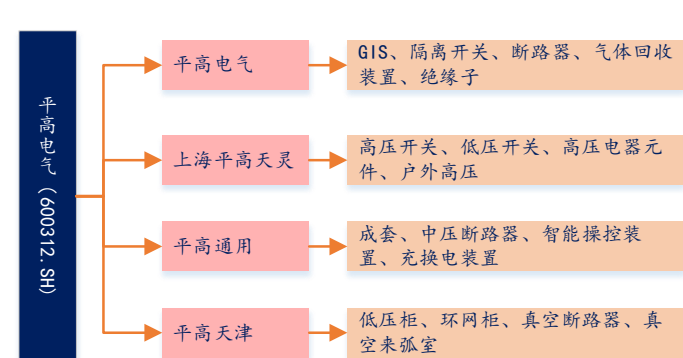 平高电气（600312.SH)
平高电气
GIS、隔离开关、断路器、气体回收
装置、绝缘子
上海平高天灵
高压开关、低压开关、高压电器元
件、户外高压
平高通用
成套、中压断路器、智能操控装
置、充换电装置
平高天津
低压柜、环网柜、真空断路器、真
空来弧室